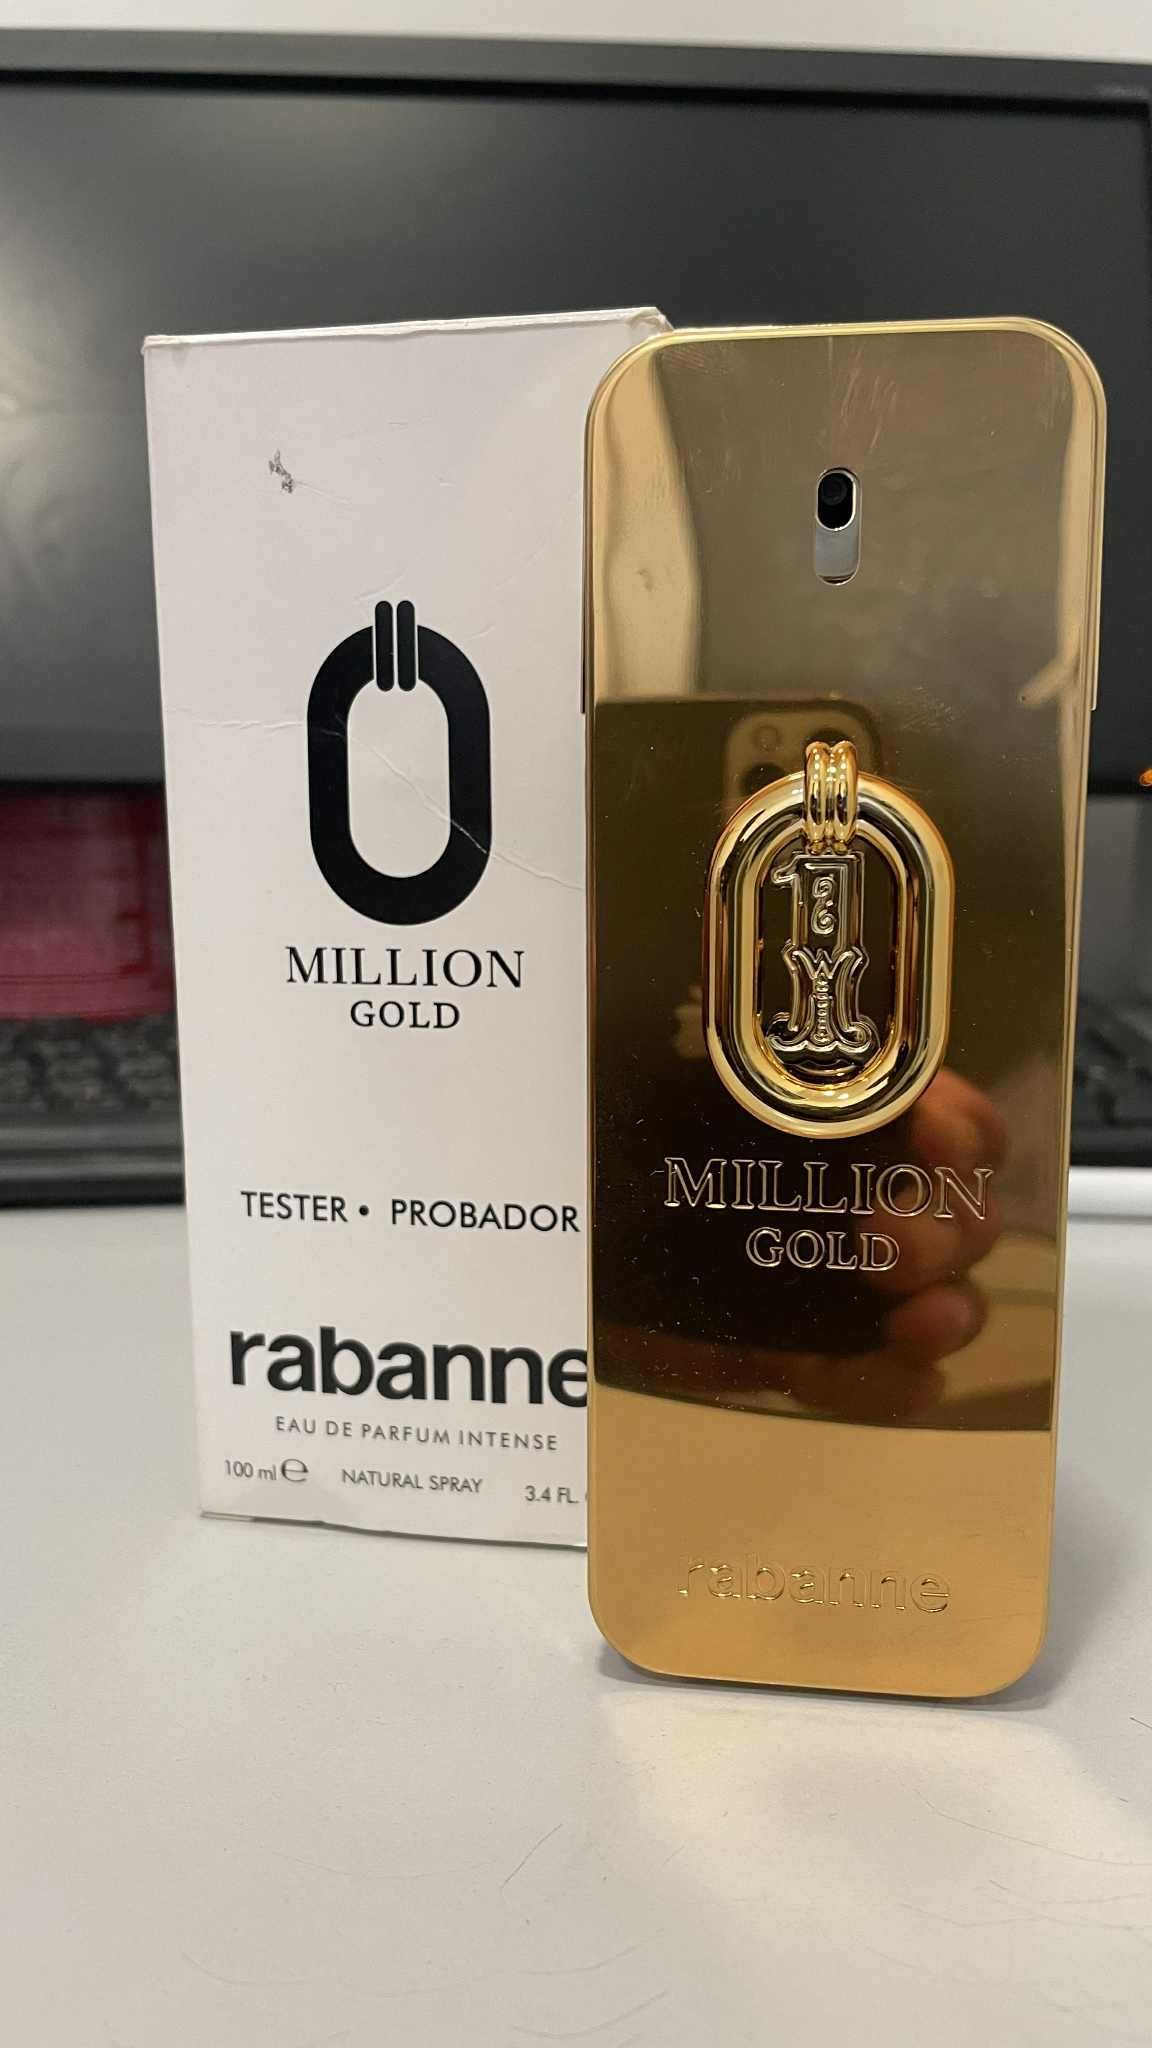 MILLION
GOLD
TESTER • PROBADOR
rabanne
EAU DE PARFUM INTENSE
100 ml ℮ NATURAL SPRAY 3.4 FL.
1
MILLION
GOLD
rabanne